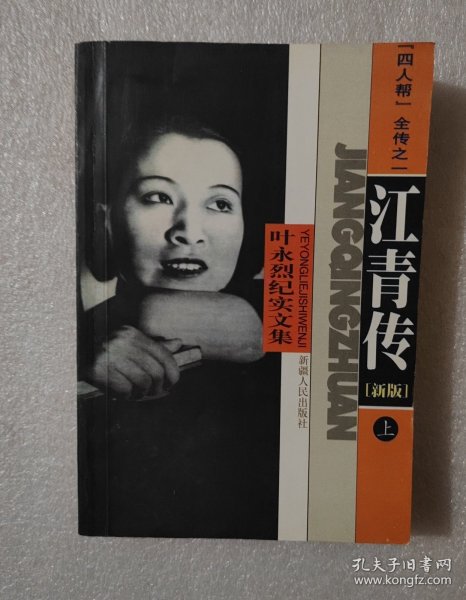 『四人帮』全传之一
江青传
[新版]
上
JIANGQINGZHUAN
YEYONGLIEJISHIWENJI
叶永烈纪实文集
新疆人民出版社
孔夫子旧书网
www.kongfz.com